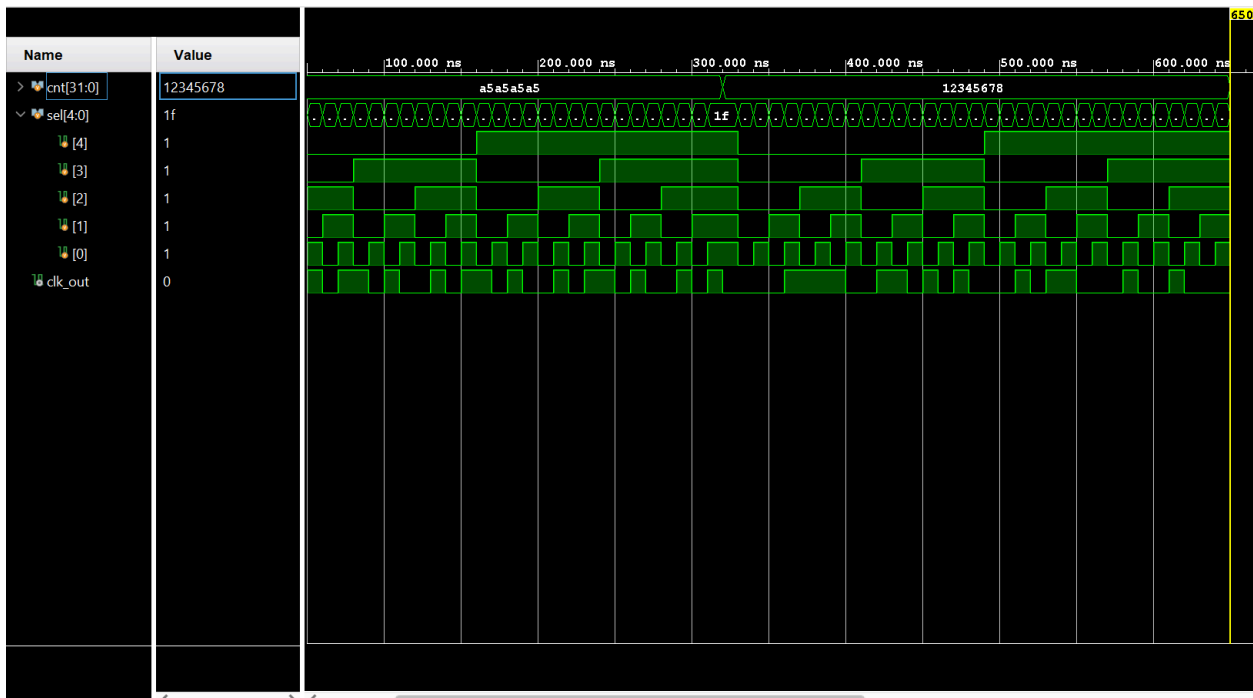 650
Name Value
100.000 ns 200.000 ns 300.000 ns 400.000 ns 500.000 ns 600.000 ns
cnt[31:0] 12345678 a5a5a5a5 12345678
sel[4:0] 1f 1f
[4] 1
[3] 1
[2] 1
[1] 1
[0] 1
clk_out 0